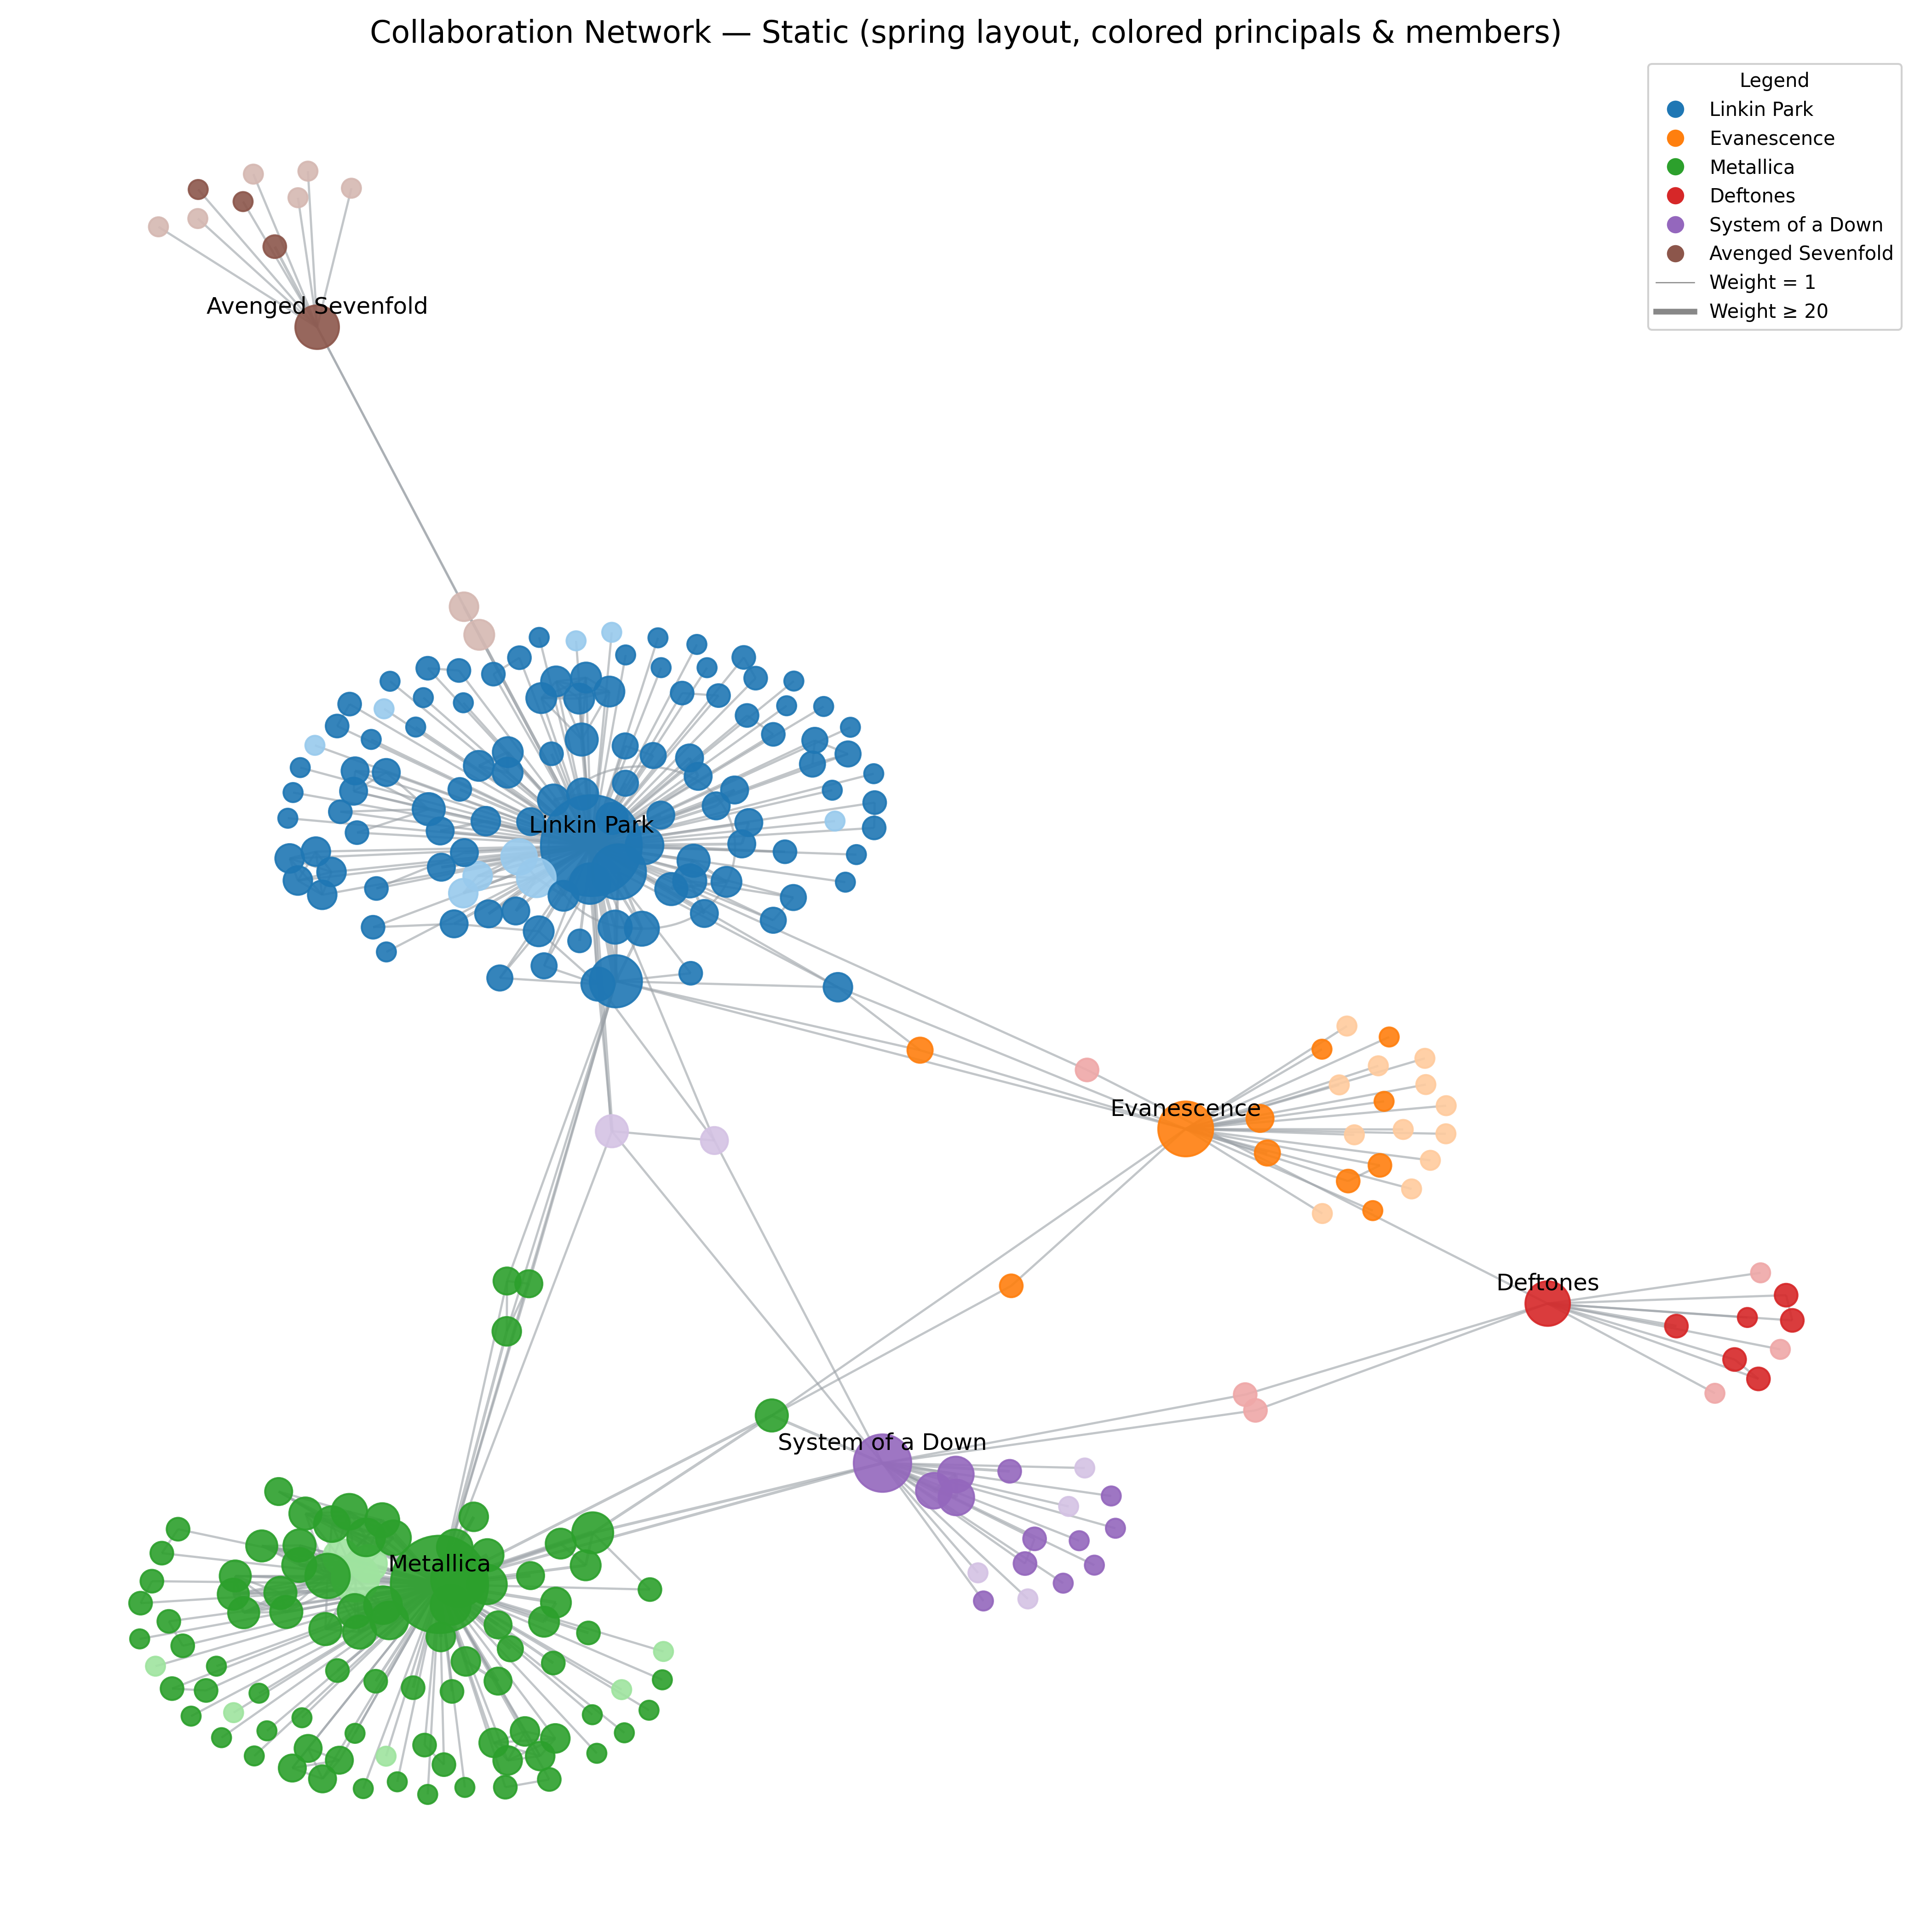 Collaboration Network — Static (spring layout, colored principals & members)
Legend
Linkin Park
Evanescence
Metallica
Deftones
System of a Down
Avenged Sevenfold
Weight = 1
Weight ≥ 20
Avenged Sevenfold
Linkin Park
Evanescence
Deftones
System of a Down
Metallica